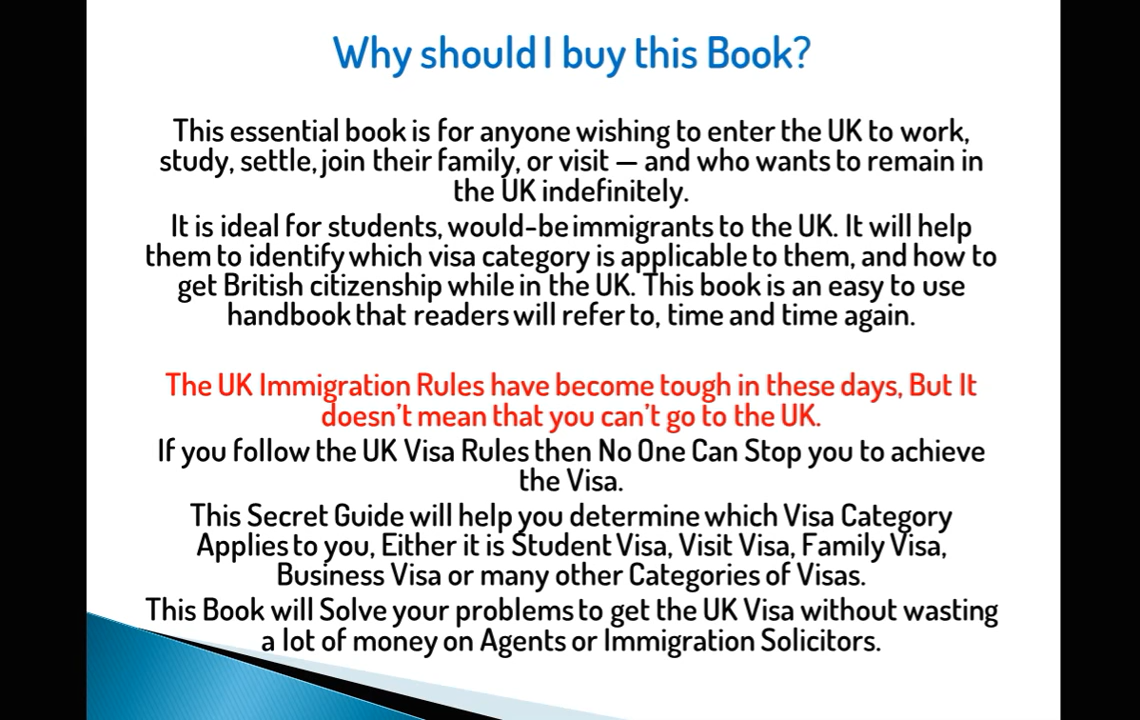 Why should I buy this Book?
This essential book is for anyone wishing to enter the UK to work,
study, settle, join their family, or visit — and who wants to remain in
the UK indefinitely.
It is ideal for students, would-be immigrants to the UK. It will help
them to identify which visa category is applicable to them, and how to
get British citizenship while in the UK. This book is an easy to use
handbook that readers will refer to, time and time again.
The UK Immigration Rules have become tough in these days, But It
doesn't mean that you can't go to the UK.
If you follow the UK Visa Rules then No One Can Stop you to achieve
the Visa.
This Secret Guide will help you determine which Visa Category
Applies to you, Either it is Student Visa, Visit Visa, Family Visa,
Business Visa or many other Categories of Visas.
This Book will Solve your problems to get the UK Visa without wasting
a lot of money on Agents or Immigration Solicitors.